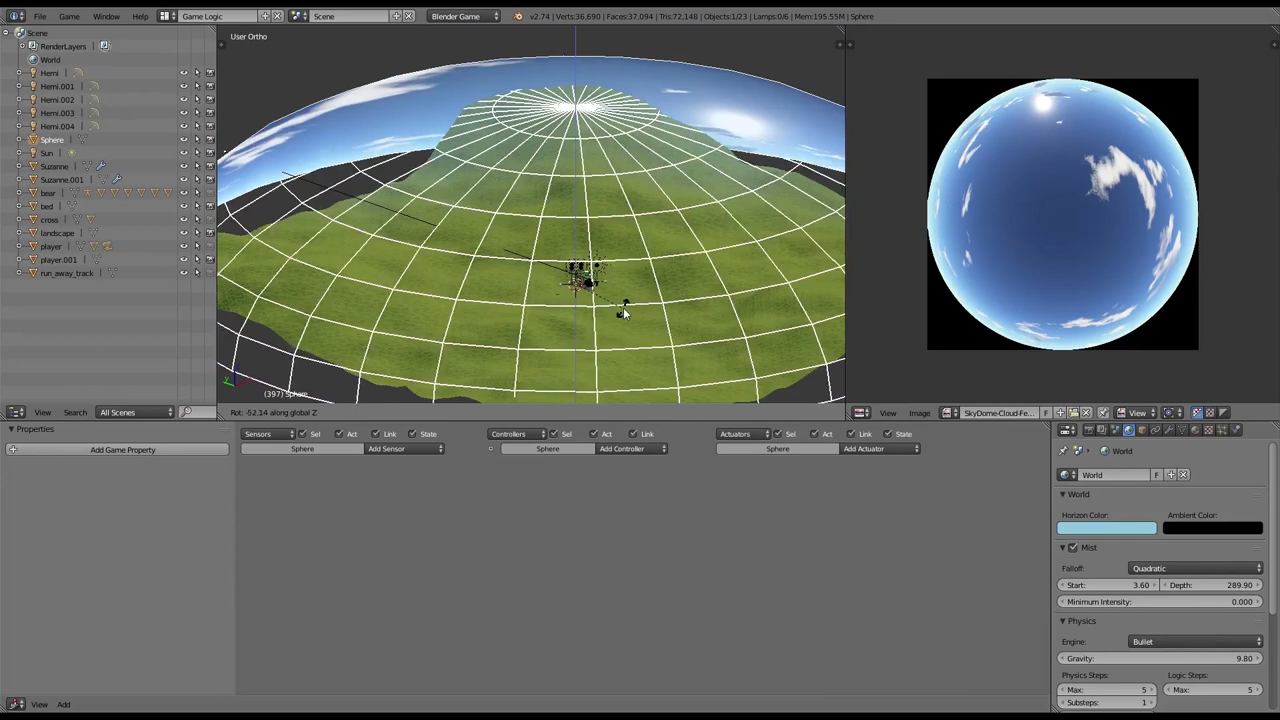 File Game Window Help Game Logic Scene Blender Game v2.74 | Verts:36,690 | Faces:37,094 | Tris:72,148 | Objects:1/23 | Lamps:0/6 | Mem:195.55M | Sphere
Scene
RenderLayers
World
Hemi
Hemi.001
Hemi.002
Hemi.003
Hemi.004
Sphere
Sun
Suzanne
Suzanne.001
bear
bed
cross
landscape
player
player.001
run_away_track
User Ortho
(397) Sphere
View Search All Scenes
Rot: -52.14 along global Z
View Image SkyDome-Cloud-Fe... F View
Properties
Add Game Property
Sensors Sel Act Link State
Sphere Add Sensor
Controllers Sel Act Link
Sphere Add Controller
Actuators Sel Act Link State
Sphere Add Actuator
World
World F
World
Horizon Color: Ambient Color:
Mist
Falloff: Quadratic
Start: 3.60 Depth: 289.90
Minimum Intensity: 0.000
Physics
Engine: Bullet
Gravity: 9.80
Physics Steps: Logic Steps:
Max: 5 Max: 5
Substeps: 1
View Add